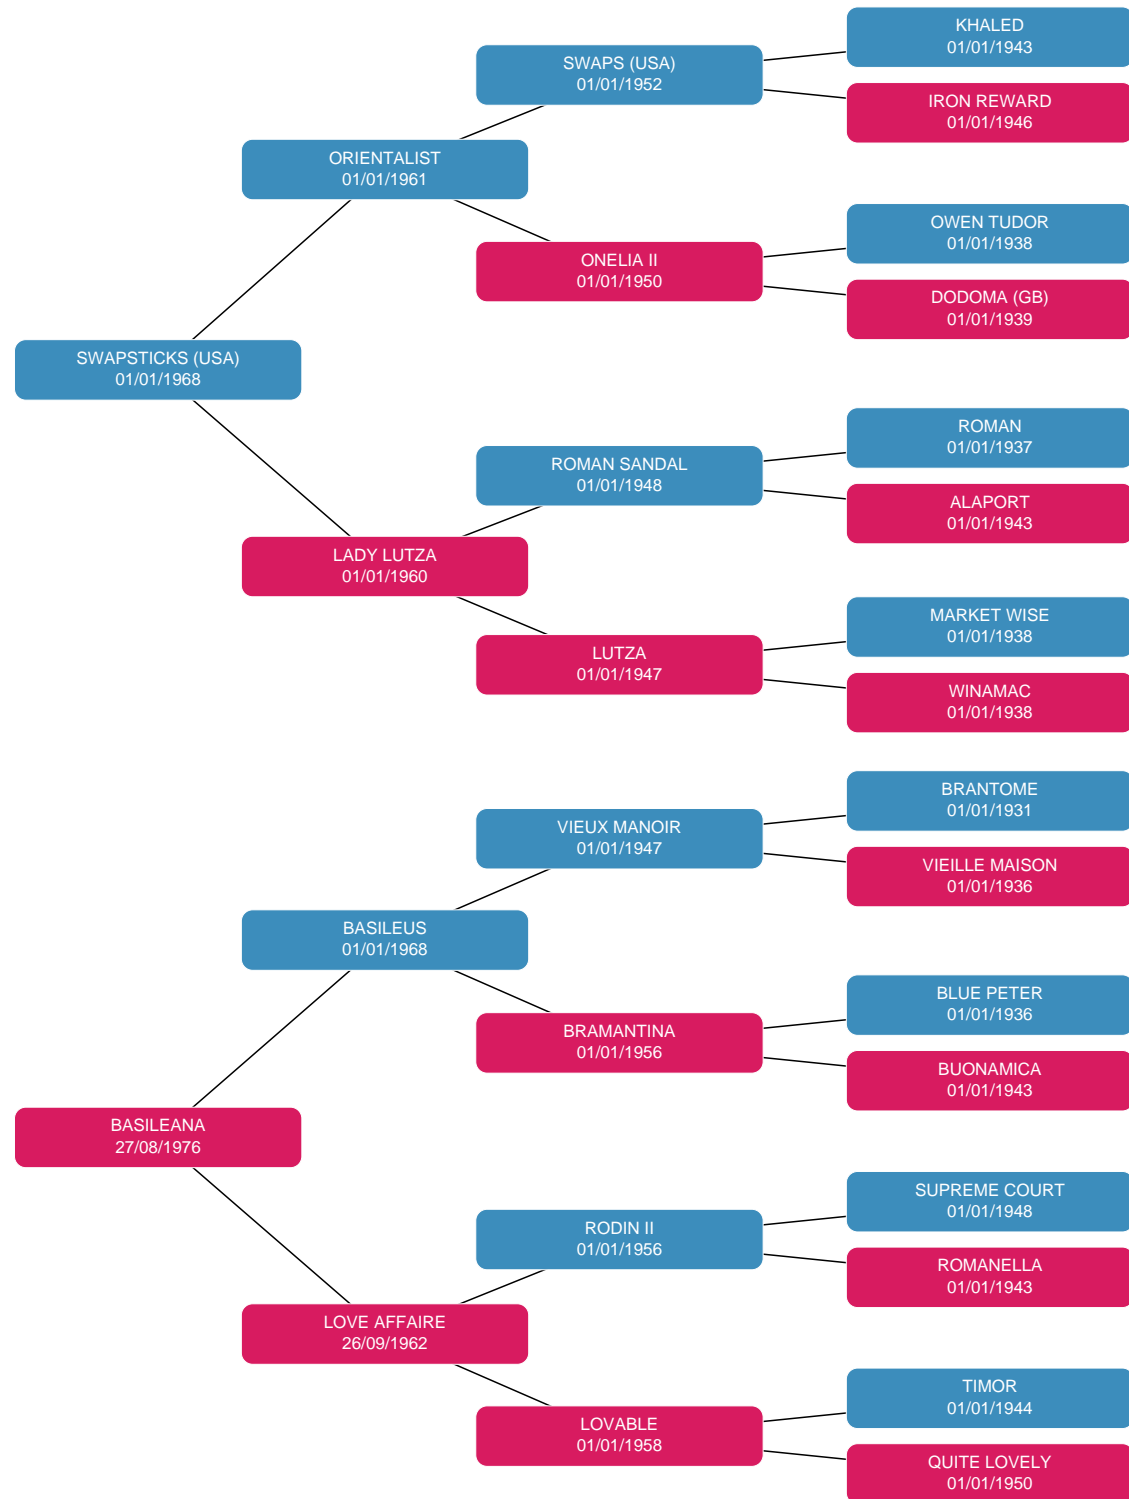 KHALED
01/01/1943
SWAPS (USA)
01/01/1952
IRON REWARD
01/01/1946
ORIENTALIST
01/01/1961
OWEN TUDOR
01/01/1938
ONELIA II
01/01/1950
DODOMA (GB)
01/01/1939
SWAPSTICKS (USA)
01/01/1968
ROMAN
01/01/1937
ROMAN SANDAL
01/01/1948
ALAPORT
01/01/1943
LADY LUTZA
01/01/1960
MARKET WISE
01/01/1938
LUTZA
01/01/1947
WINAMAC
01/01/1938
BRANTOME
01/01/1931
VIEUX MANOIR
01/01/1947
VIEILLE MAISON
01/01/1936
BASILEUS
01/01/1968
BLUE PETER
01/01/1936
BRAMANTINA
01/01/1956
BUONAMICA
01/01/1943
BASILEANA
27/08/1976
SUPREME COURT
01/01/1948
RODIN II
01/01/1956
ROMANELLA
01/01/1943
LOVE AFFAIRE
26/09/1962
TIMOR
01/01/1944
LOVABLE
01/01/1958
QUITE LOVELY
01/01/1950